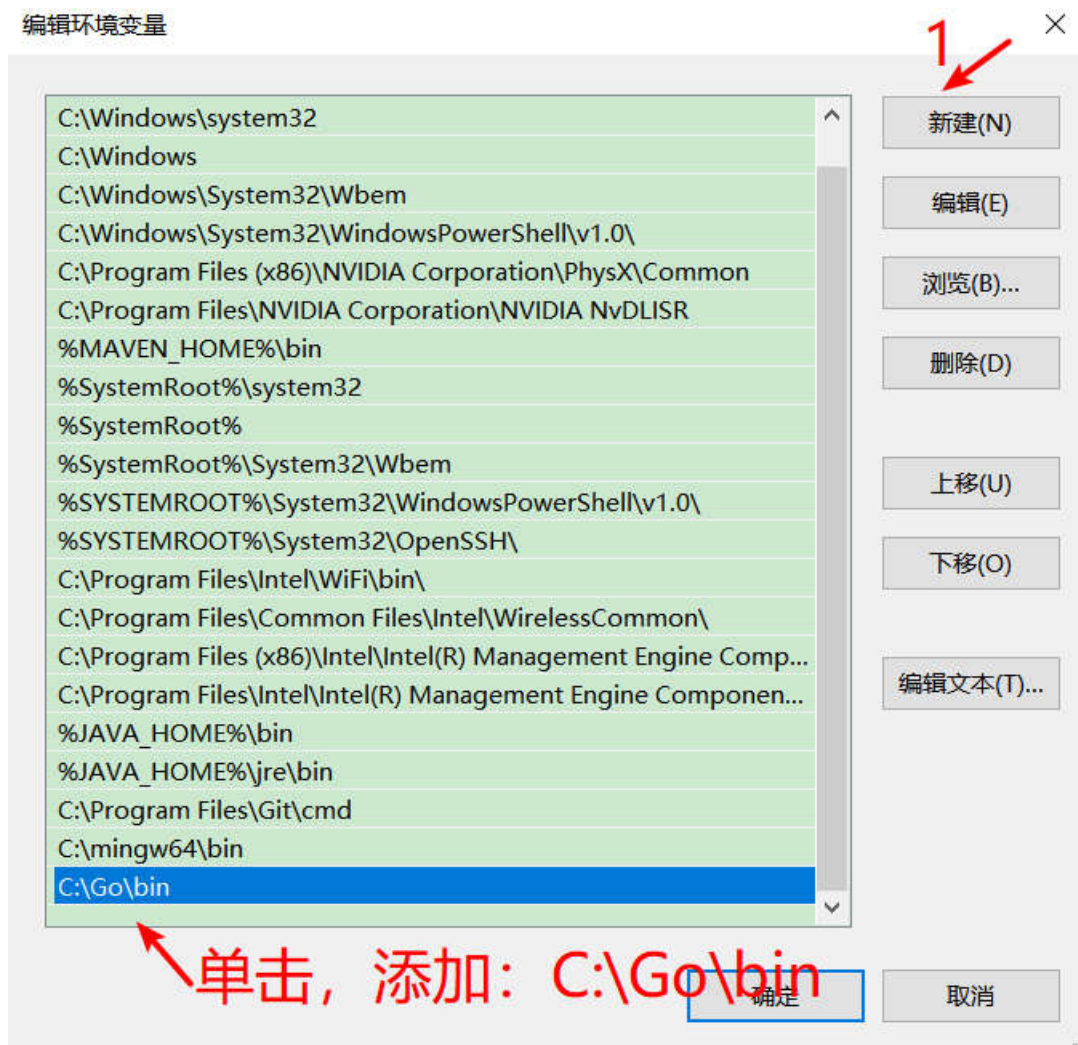 编辑环境变量
1
C:\Windows\system32
C:\Windows
C:\Windows\System32\Wbem
C:\Windows\System32\WindowsPowerShell\v1.0\
C:\Program Files (x86)\NVIDIA Corporation\PhysX\Common
C:\Program Files\NVIDIA Corporation\NVIDIA NvDLISR
%MAVEN_HOME%\bin
%SystemRoot%\system32
%SystemRoot%
%SystemRoot%\System32\Wbem
%SYSTEMROOT%\System32\WindowsPowerShell\v1.0\
%SYSTEMROOT%\System32\OpenSSH\
C:\Program Files\Intel\WiFi\bin\
C:\Program Files\Common Files\Intel\WirelessCommon\
C:\Program Files (x86)\Intel\Intel(R) Management Engine Comp...
C:\Program Files\Intel\Intel(R) Management Engine Componen...
%JAVA_HOME%\bin
%JAVA_HOME%\jre\bin
C:\Program Files\Git\cmd
C:\mingw64\bin
C:\Go\bin
新建(N)
编辑(E)
浏览(B)...
删除(D)
上移(U)
下移(O)
编辑文本(T)...
单击，添加：C:\Go\bin
确定
取消